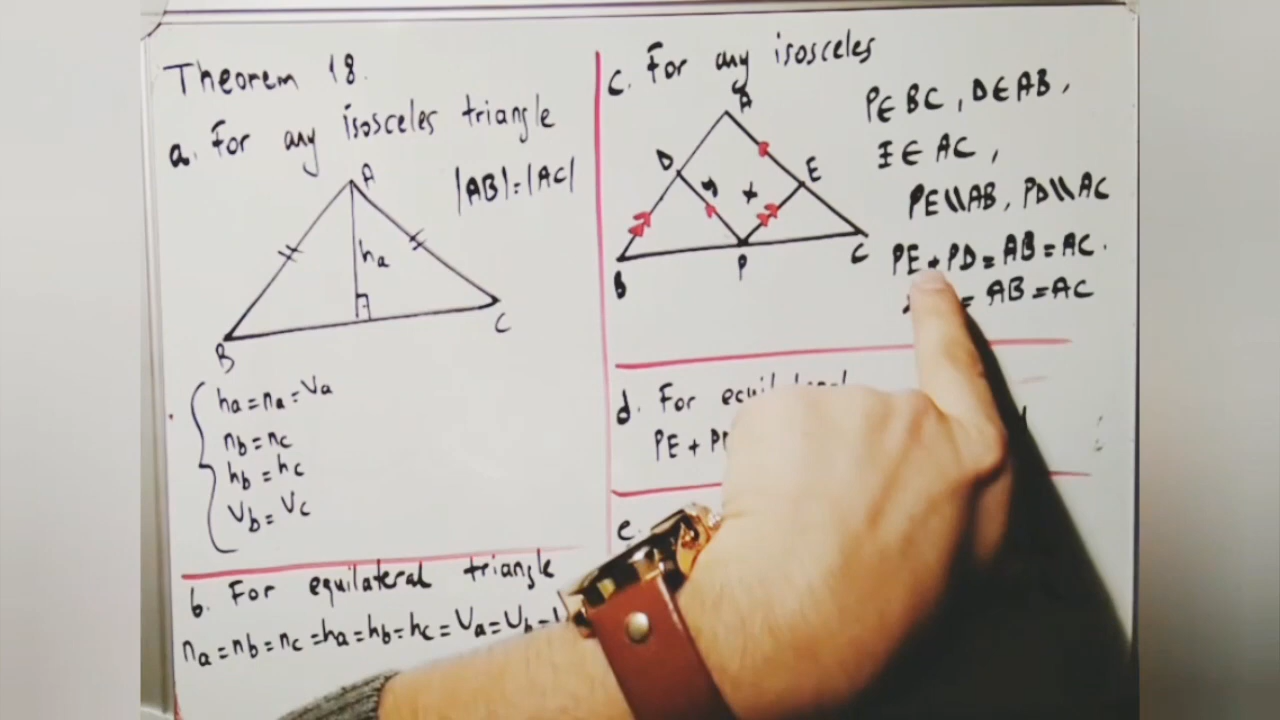 Theorem 18.
a. For any isosceles triangle
|AB|=|AC|
A
ha
B
C
ha=na=Va
nb=nc
hb=hc
Vb=Vc
b. For equilateral triangle
na=nb=nc=ha=hb=hc=Va=Vb=
c. For any isosceles
A
D
E
y
x
B
P
C
P∈BC, D∈AB,
E∈AC,
PE∥AB, PD∥AC
PE+PD=AB=AC.
= AB=AC
d. For equilateral
PE+PD
e.